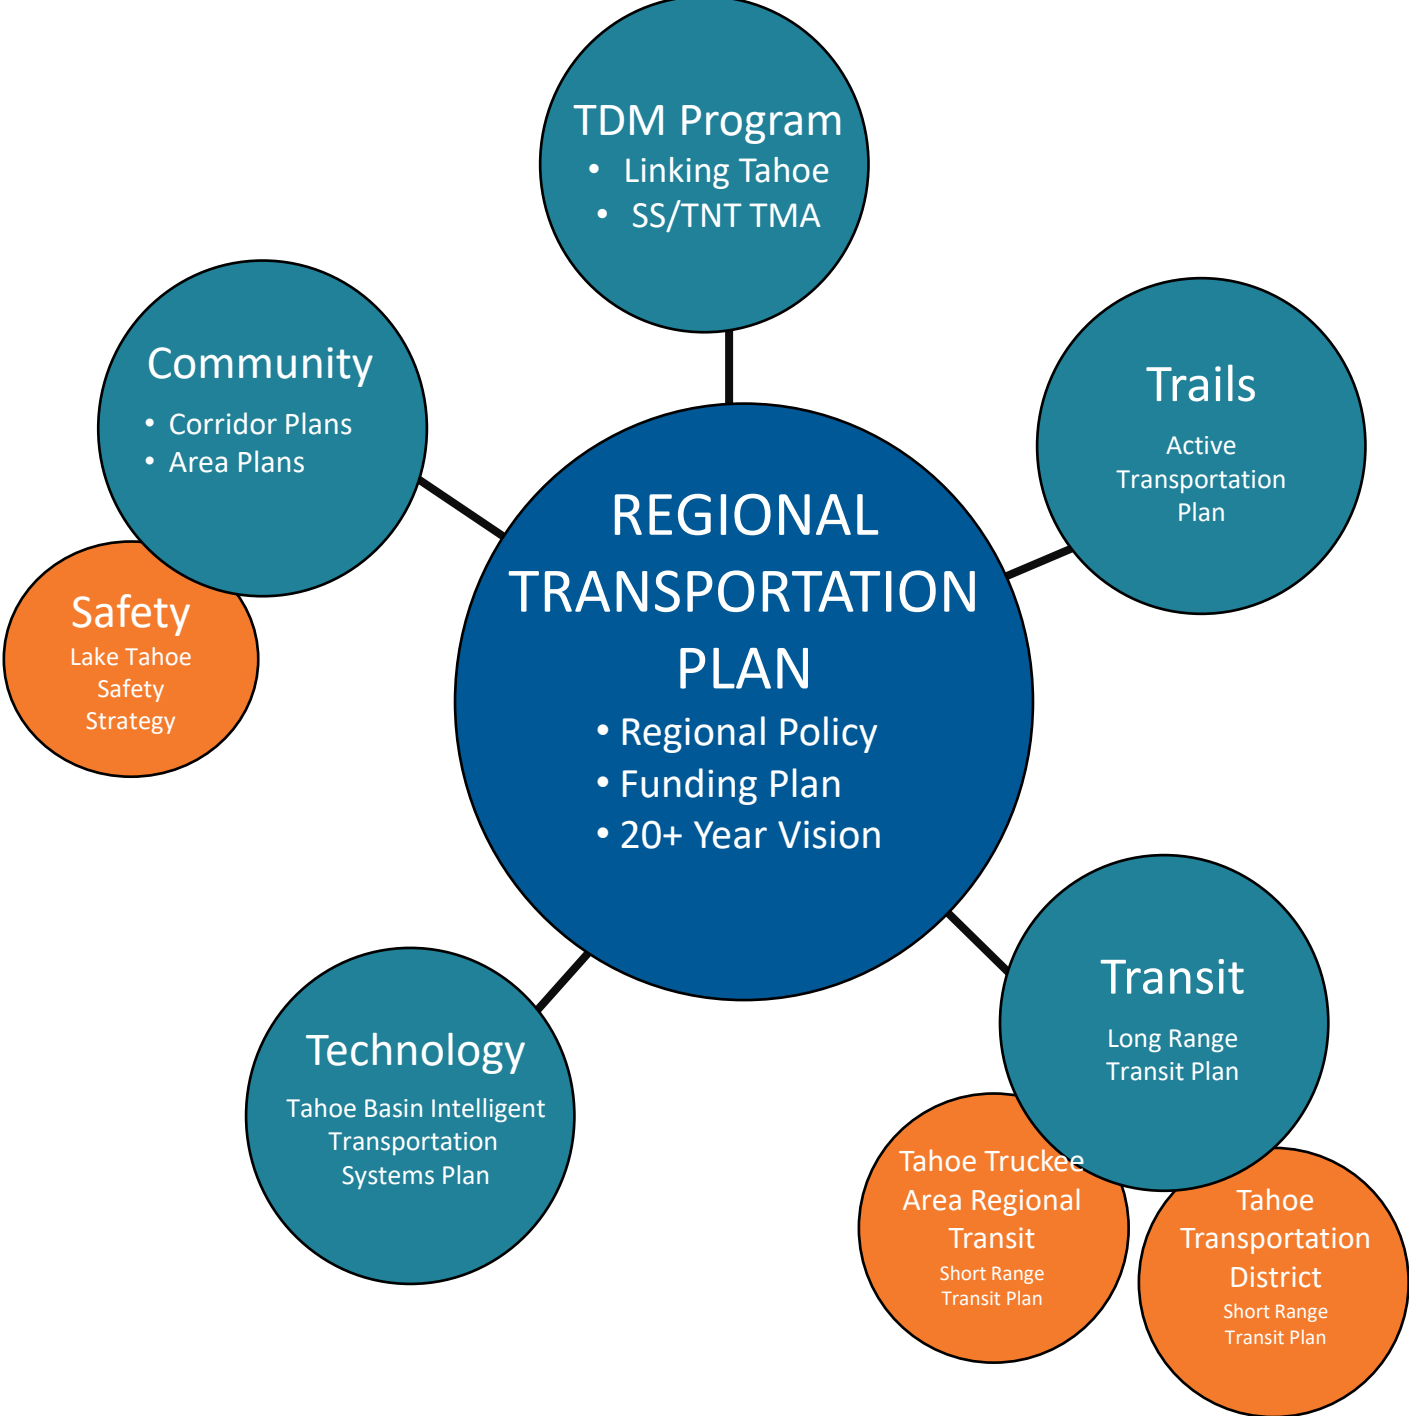 TDM Program
• Linking Tahoe
• SS/TNT TMA
Community
• Corridor Plans
• Area Plans
Trails
Active
Transportation
Plan
Safety
Lake Tahoe
Safety
Strategy
REGIONAL
TRANSPORTATION
PLAN
• Regional Policy
• Funding Plan
• 20+ Year Vision
Technology
Tahoe Basin Intelligent
Transportation
Systems Plan
Transit
Long Range
Transit Plan
Tahoe Truckee
Area Regional
Transit
Short Range
Transit Plan
Tahoe
Transportation
District
Short Range
Transit Plan